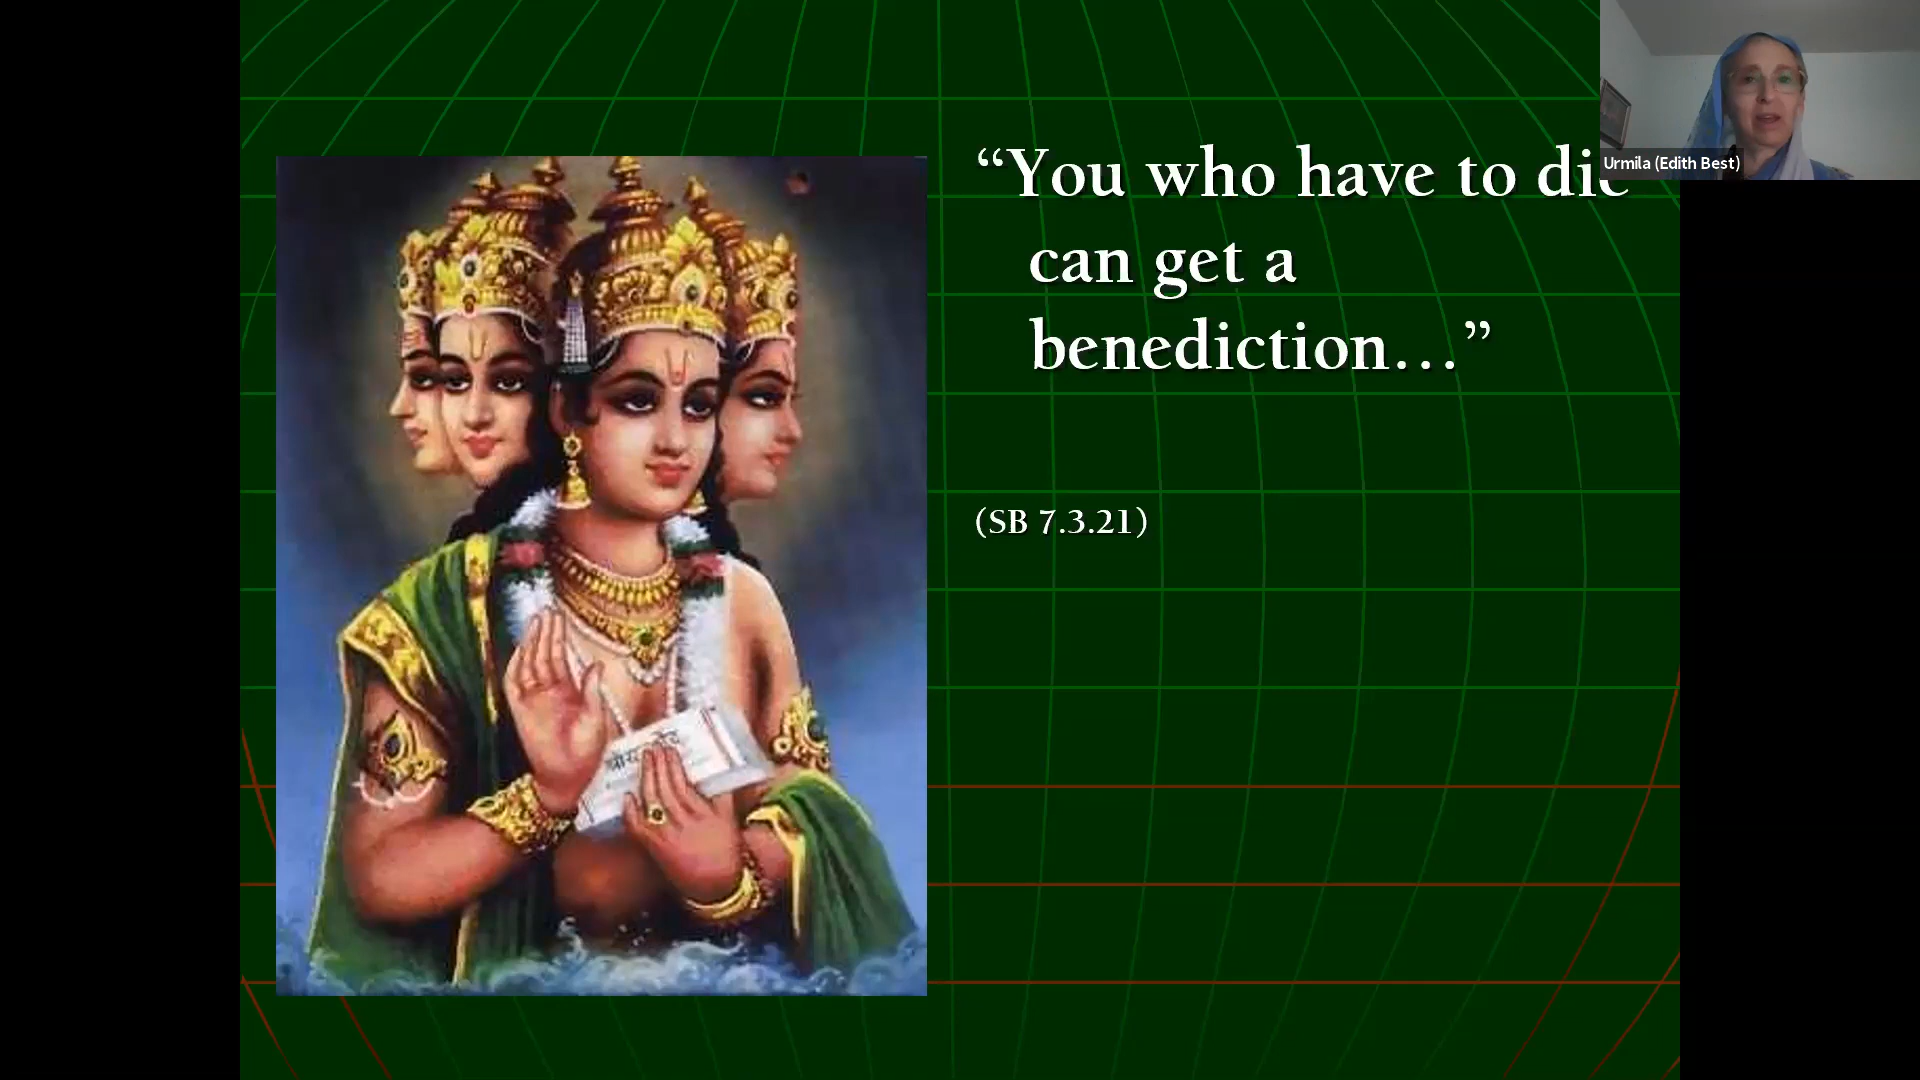 “You who have to die
can get a
benediction…”
(SB 7.3.21)
Urmila (Edith Best)